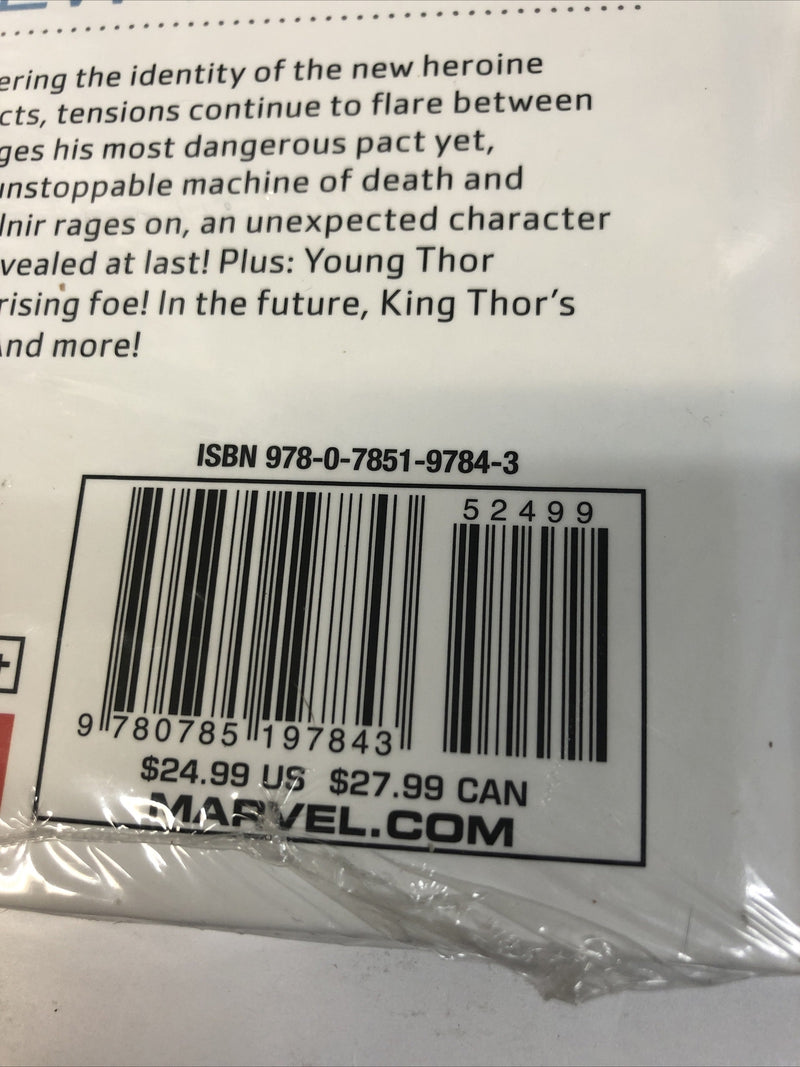 ering the identity of the new heroine
cts, tensions continue to flare between
ges his most dangerous pact yet,
unstoppable machine of death and
lnir rages on, an unexpected character
vealed at last! Plus: Young Thor
rising foe! In the future, King Thor's
And more!
ISBN 978-0-7851-9784-3
52499
9 780785 197843
$24.99 US $27.99 CAN
MARVEL.COM